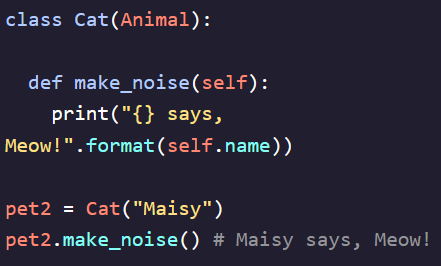 class Cat(Animal):
  def make_noise(self):
    print("{} says,
Meow!".format(self.name))
pet2 = Cat("Maisy")
pet2.make_noise() # Maisy says, Meow!